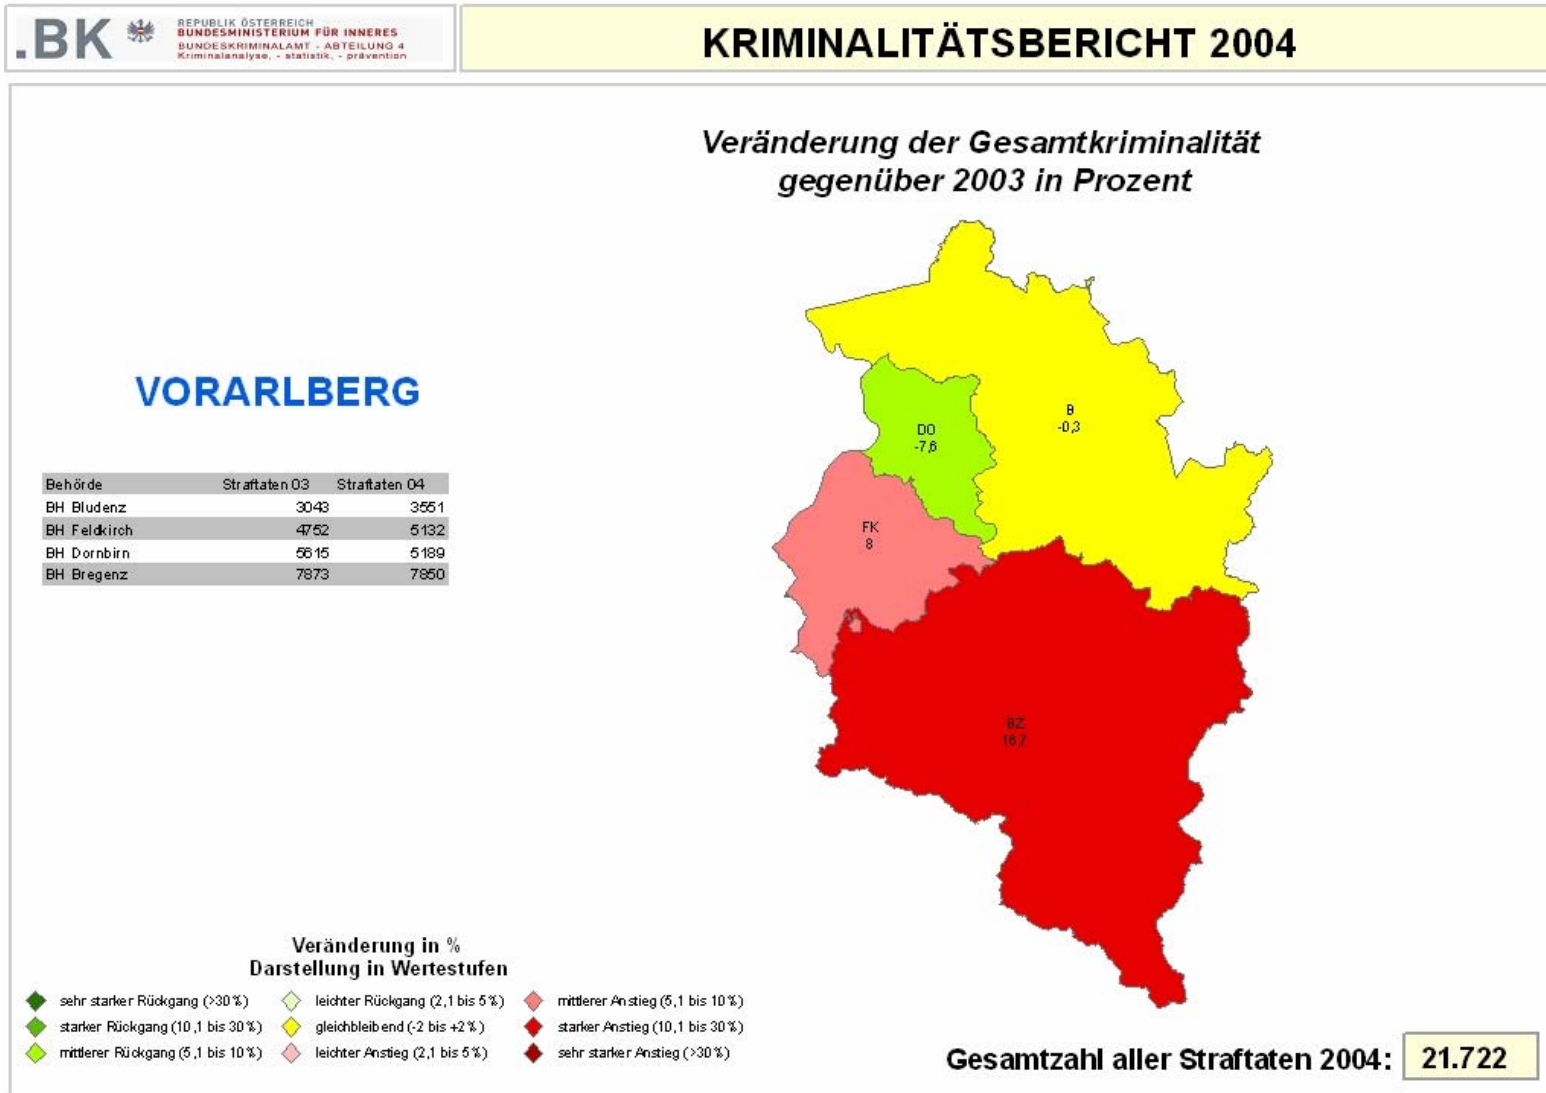 .BK
REPUBLIK ÖSTERREICH
BUNDESMINISTERIUM FÜR INNERES
BUNDESKRIMINALAMT - ABTEILUNG 4
Kriminalanalyse, - statistik, - prävention
KRIMINALITÄTSBERICHT 2004
Veränderung der Gesamtkriminalität
gegenüber 2003 in Prozent
VORARLBERG
Behörde Straftaten 03 Straftaten 04
BH Bludenz 3043 3551
BH Feldkirch 4752 5132
BH Dornbirn 5615 5189
BH Bregenz 7873 7850
B
-0,3
DO
-7,6
FK
8
BZ
16,7
Veränderung in %
Darstellung in Wertestufen
sehr starker Rückgang (>30%) leichter Rückgang (2,1 bis 5%) mittlerer Anstieg (5,1 bis 10%)
starker Rückgang (10,1 bis 30%) gleichbleibend (-2 bis +2%) starker Anstieg (10,1 bis 30%)
mittlerer Rückgang (5,1 bis 10%) leichter Anstieg (2,1 bis 5%) sehr starker Anstieg (>30%)
Gesamtzahl aller Straftaten 2004: 21.722